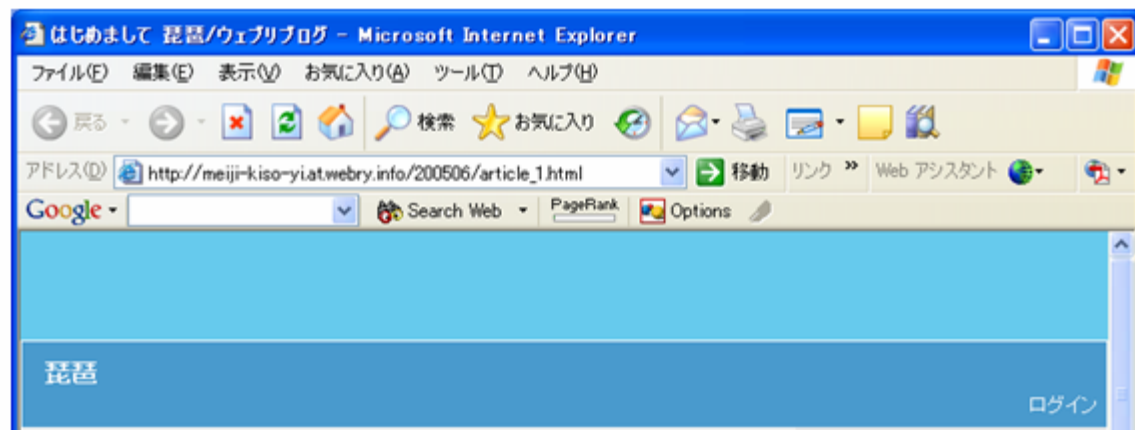 はじめまして 琵琶/ウェブリブログ - Microsoft Internet Explorer
ファイル(F) 編集(E) 表示(V) お気に入り(A) ツール(T) ヘルプ(H)
戻る 検索 お気に入り
アドレス(D) http://meiji-kiso-yi.at.webry.info/200506/article_1.html 移動 リンク » Web アシスタント
Google Search Web PageRank Options
琵琶
ログイン